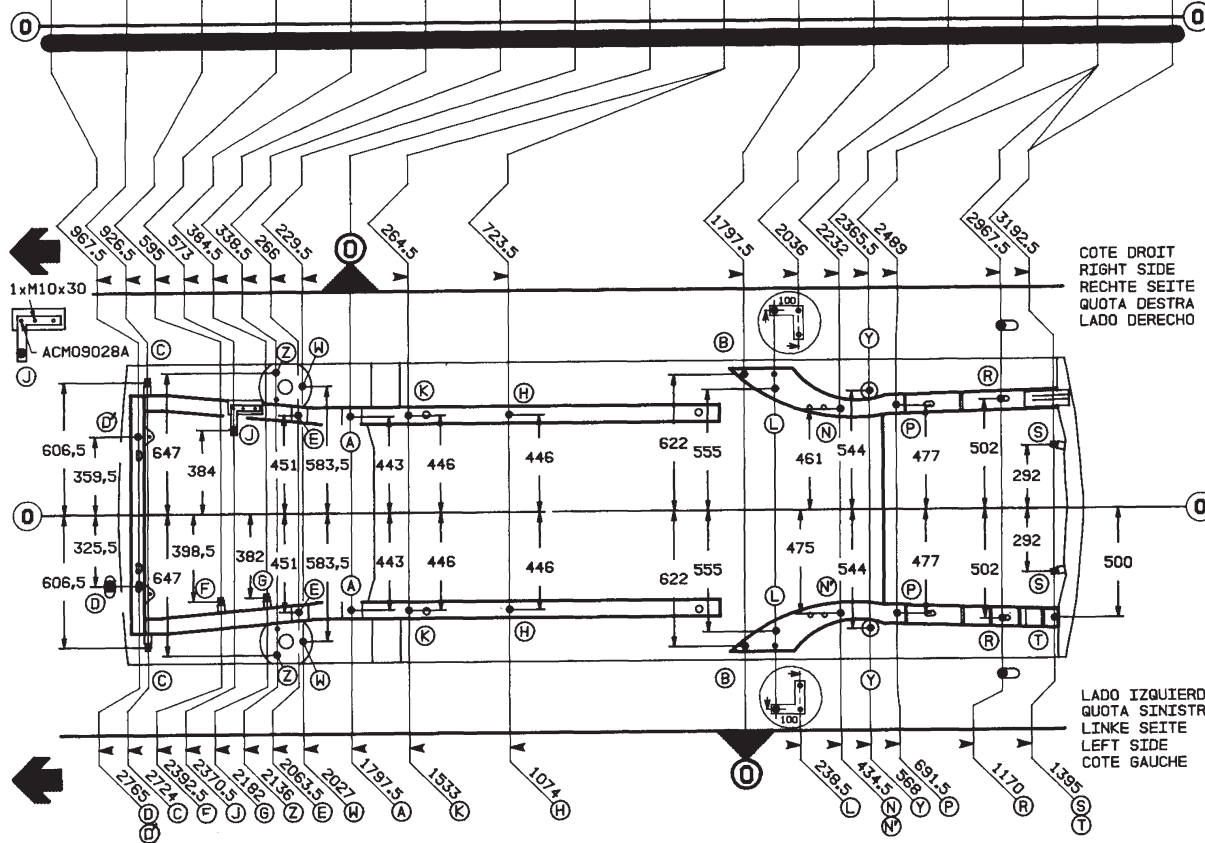 0
0
967.5
926.5
595
573
384.5
338.5
266
229.5
0
264.5
723.5
1797.5
2036
2232
2365.5
2489
2967.5
3192.5
COTE DROIT
RIGHT SIDE
RECHTE SEITE
QUOTA DESTRA
LADO DERECHO
1xM10x30
ACM09028A
J
C
Z
W
100
B
Y
R
D'
J
E
A
K
H
L
N
P
S
606,5
359,5
647
384
451
583,5
443
446
446
622
555
461
544
477
502
292
0
0
606,5
325,5
647
398,5
382
451
583,5
443
446
446
622
555
475
544
477
502
292
500
D
F
G
E
A
K
H
L
N'
P
R
S
T
C
Z
W
B
Y
100
LADO IZQUIERD
QUOTA SINISTR
LINKE SEITE
LEFT SIDE
COTE GAUCHE
0
2765 D D'
2724 C
2392.5 F
2370.5 J
2182 G
2136 Z
2063.5 E
2027 W
1797.5 A
1533 K
1074 H
238.5 L
434.5 N N'
568 Y
691.5 P
1170 R
1395 S T